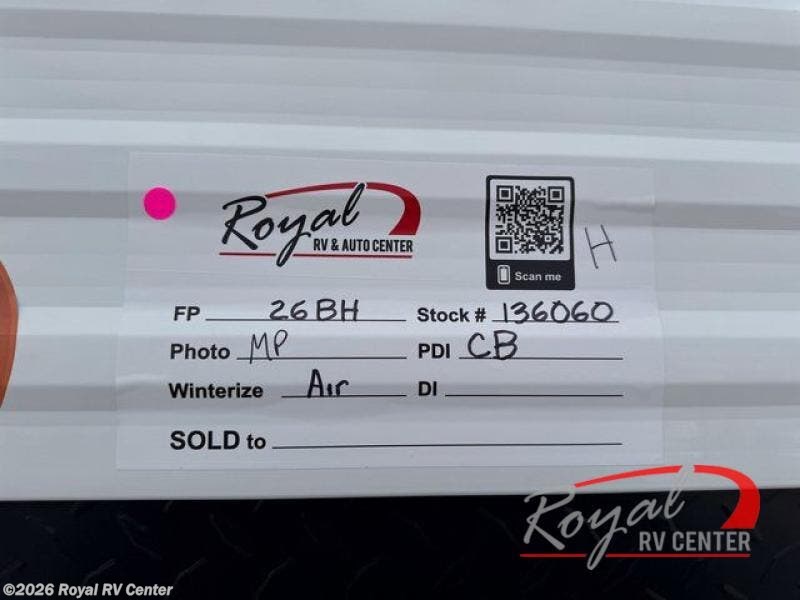 Royal
RV & AUTO CENTER
Scan me
H
FP 26BH Stock # 136060
Photo MP PDI CB
Winterize Air DI
SOLD to
Royal
RV CENTER
©2026 Royal RV Center